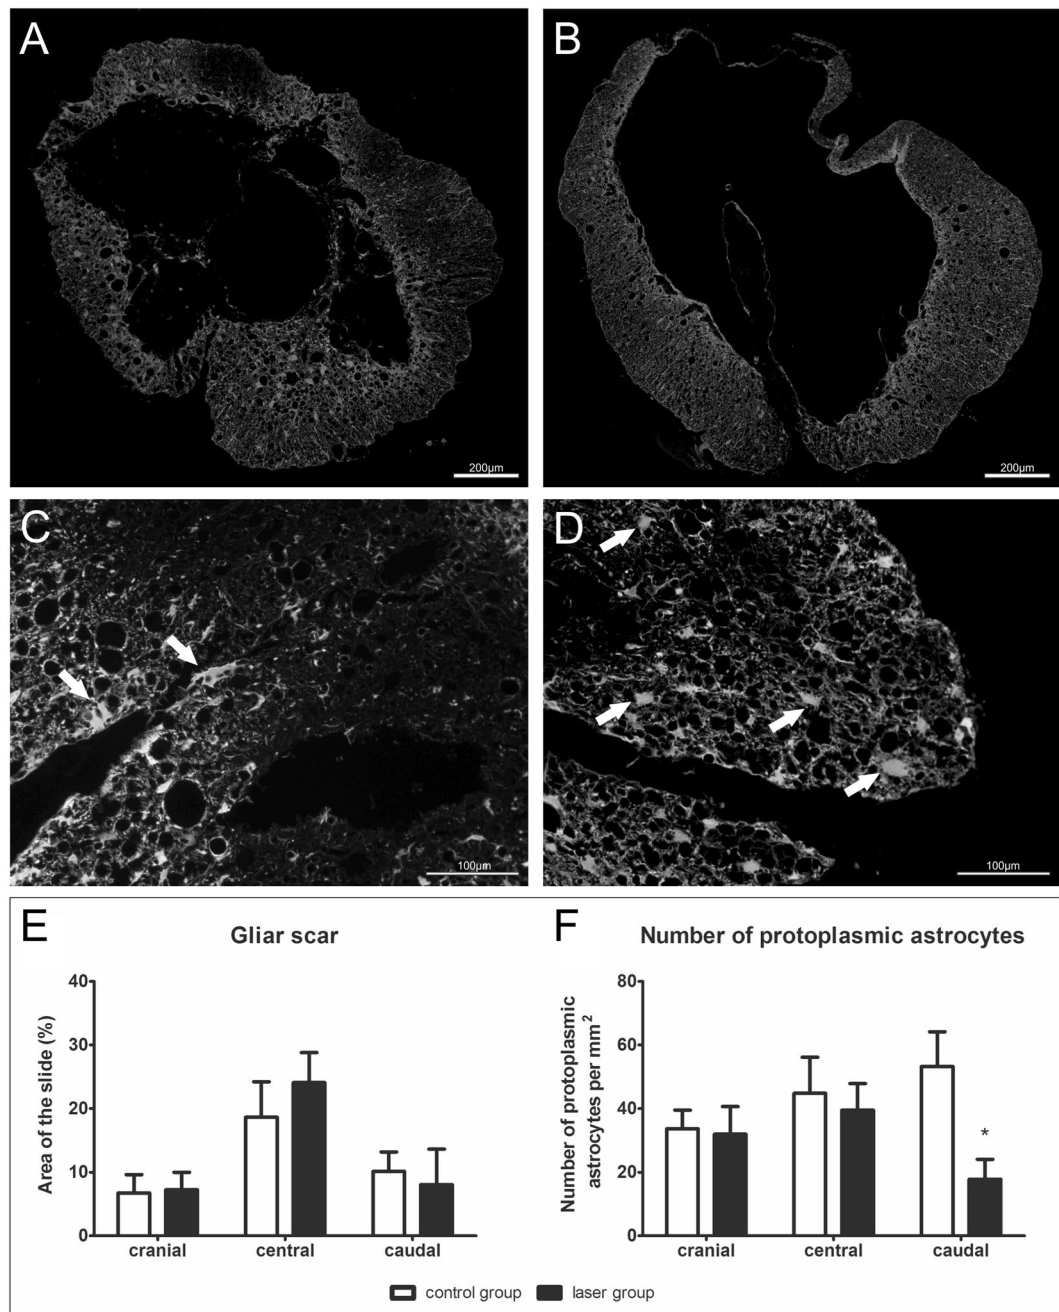 A
B
200µm
200µm
C
D
100µm
100µm
E
F
Gliar scar
Number of protoplasmic astrocytes
Area of the slide (%)
40
30
20
10
0
cranial
central
caudal
Number of protoplasmic
astrocytes per mm²
80
60
40
20
0
*
cranial
central
caudal
control group
laser group